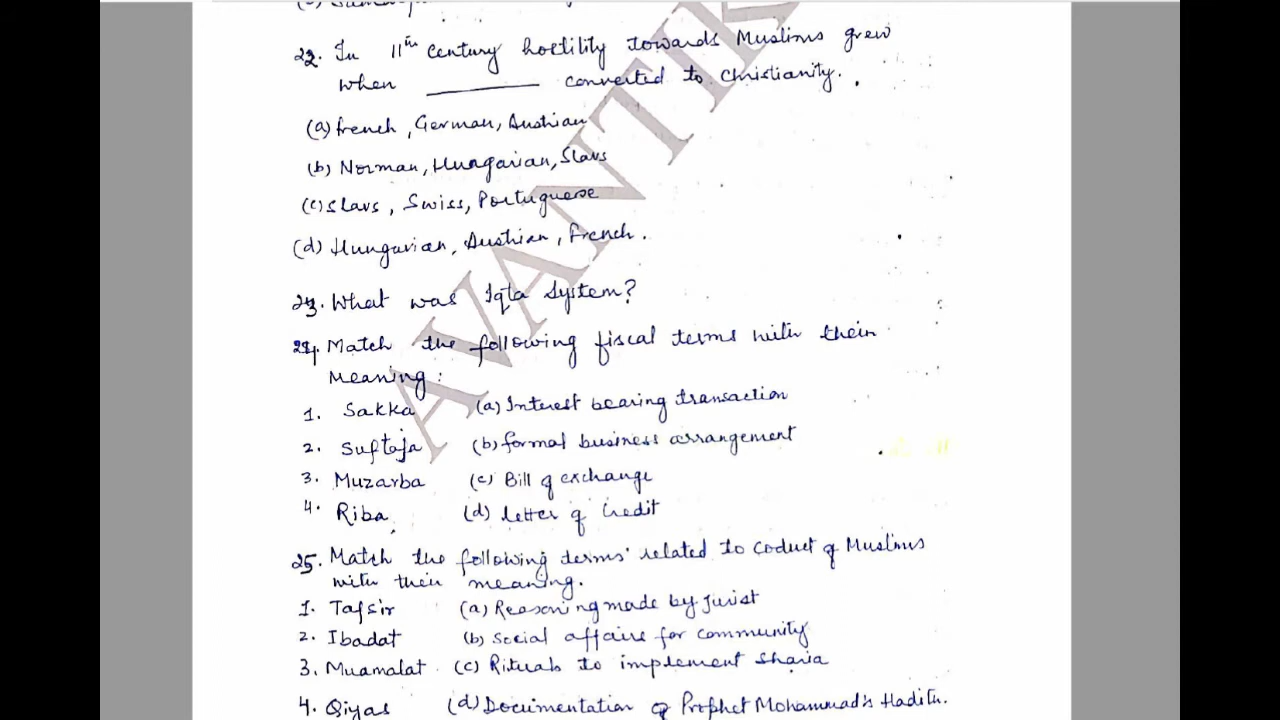 22. In 11th century hostility towards Muslims grew
when ________ converted to Christianity.
(a) French, German, Austrian
(b) Norman, Hungarian, Slavs
(c) Slavs, Swiss, Portuguese
(d) Hungarian, Austrian, French.
23. What was Iqta System?
24. Match the following fiscal terms with their
meaning:
1. Sakka (a) Interest bearing transaction
2. Suftaja (b) formal business arrangement
3. Muzarba (c) Bill of exchange
4. Riba (d) letter of Credit
25. Match the following terms related to coduct of Muslims
with their meaning.
1. Tafsir (a) Reasoning made by Jurist
2. Ibadat (b) Social affairs for community
3. Muamalat (c) Rituals to implement sharia
4. Qiyas (d) Documentation of Prophet Mohammad's Hadith.